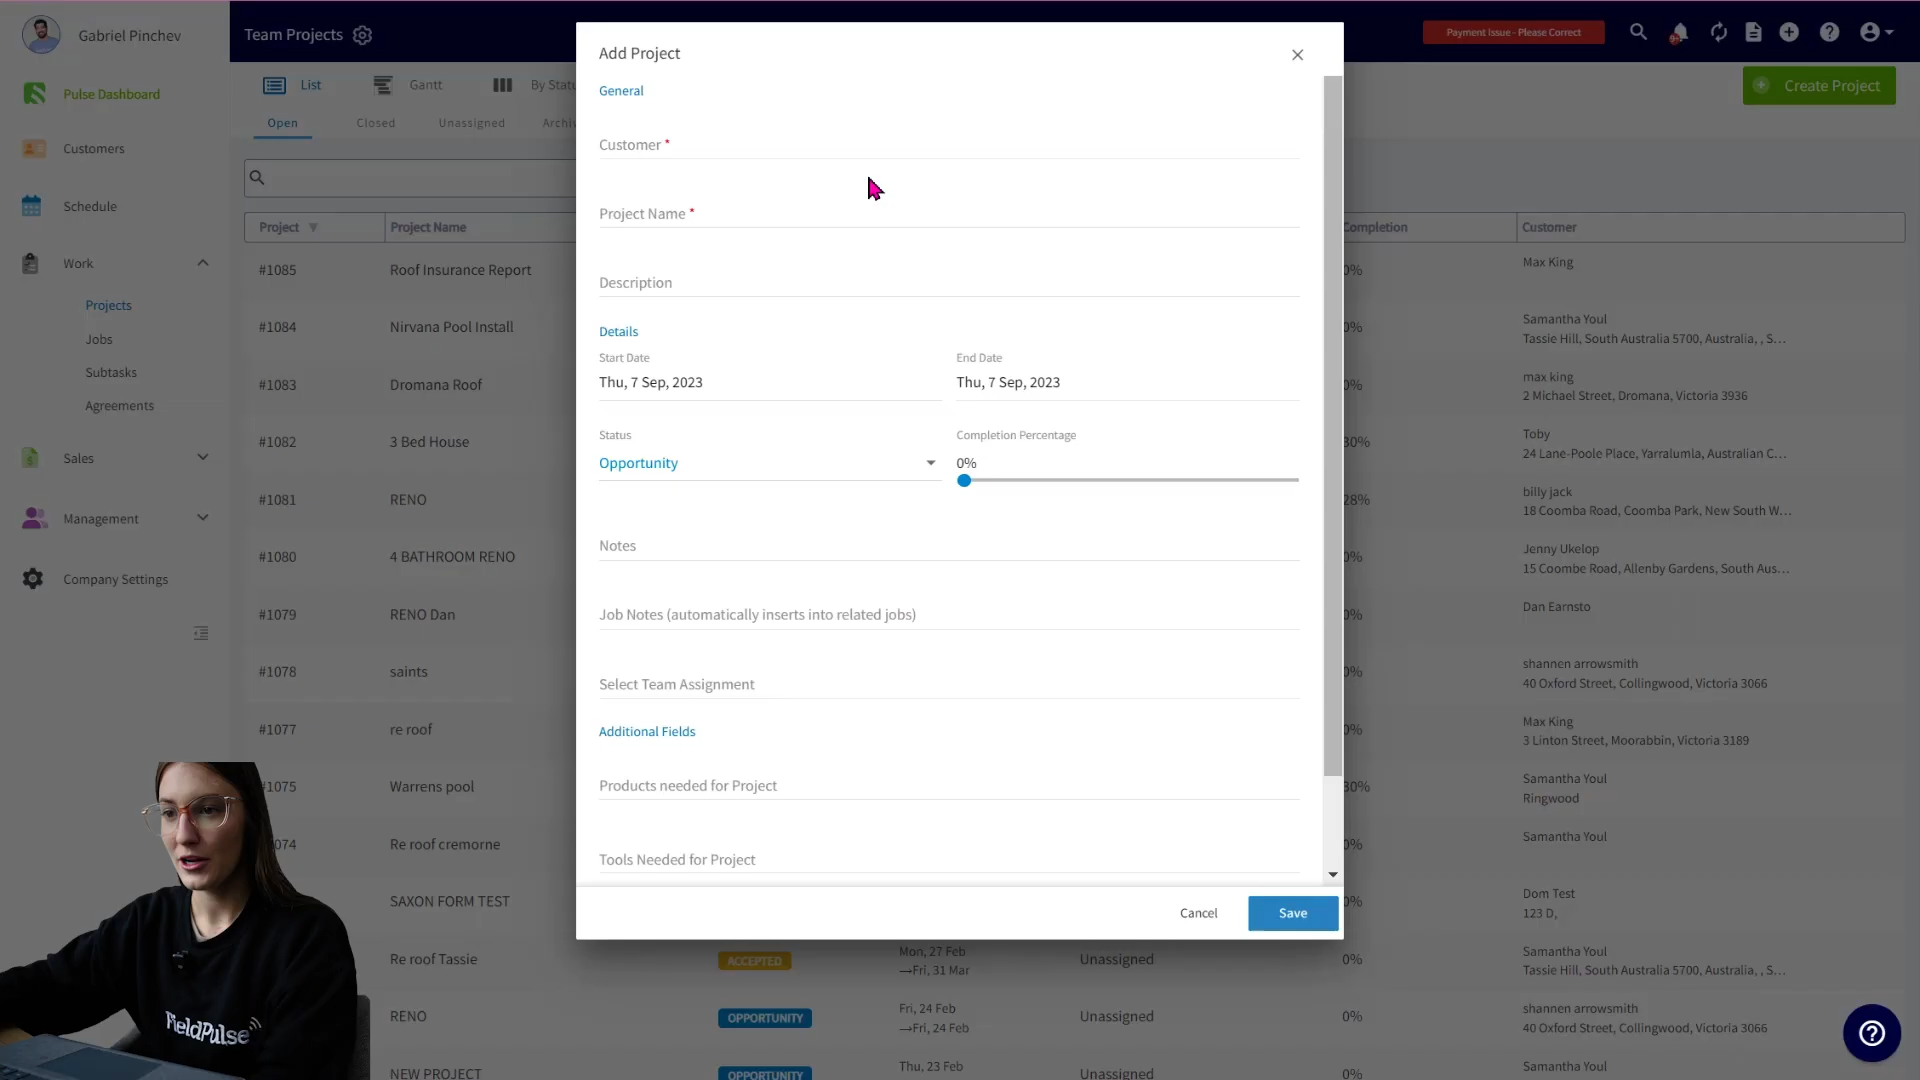 Gabriel Pinchev
Team Projects
Payment Issue - Please Correct
9+
Pulse Dashboard
Customers
Schedule
Work
Projects
Jobs
Subtasks
Agreements
Sales
Management
Company Settings
List
Gantt
By Statu
Create Project
Open
Closed
Unassigned
Archiv
Project
Project Name
Completion
Customer
#1085
Roof Insurance Report
0%
Max King
#1084
Nirvana Pool Install
0%
Samantha Youl
Tassie Hill, South Australia 5700, Australia, , S...
#1083
Dromana Roof
0%
max king
2 Michael Street, Dromana, Victoria 3936
#1082
3 Bed House
30%
Toby
24 Lane-Poole Place, Yarralumla, Australian C...
#1081
RENO
28%
billy jack
18 Coomba Road, Coomba Park, New South W...
#1080
4 BATHROOM RENO
0%
Jenny Ukelop
15 Coombe Road, Allenby Gardens, South Aus...
#1079
RENO Dan
0%
Dan Earnsto
#1078
saints
0%
shannen arrowsmith
40 Oxford Street, Collingwood, Victoria 3066
#1077
re roof
0%
Max King
3 Linton Street, Moorabbin, Victoria 3189
#1075
Warrens pool
30%
Samantha Youl
Ringwood
1074
Re roof cremorne
0%
Samantha Youl
SAXON FORM TEST
0%
Dom Test
123 D,
Re roof Tassie
ACCEPTED
Mon, 27 Feb
→Fri, 31 Mar
Unassigned
0%
Samantha Youl
Tassie Hill, South Australia 5700, Australia, , S...
RENO
OPPORTUNITY
Fri, 24 Feb
→Fri, 24 Feb
Unassigned
0%
shannen arrowsmith
40 Oxford Street, Collingwood, Victoria 3066
NEW PROJECT
OPPORTUNITY
Thu, 23 Feb
Unassigned
0%
Samantha Youl
Add Project
General
Customer *
Project Name *
Description
Details
Start Date
Thu, 7 Sep, 2023
End Date
Thu, 7 Sep, 2023
Status
Opportunity
Completion Percentage
0%
Notes
Job Notes (automatically inserts into related jobs)
Select Team Assignment
Additional Fields
Products needed for Project
Tools Needed for Project
Cancel
Save
FieldPulse